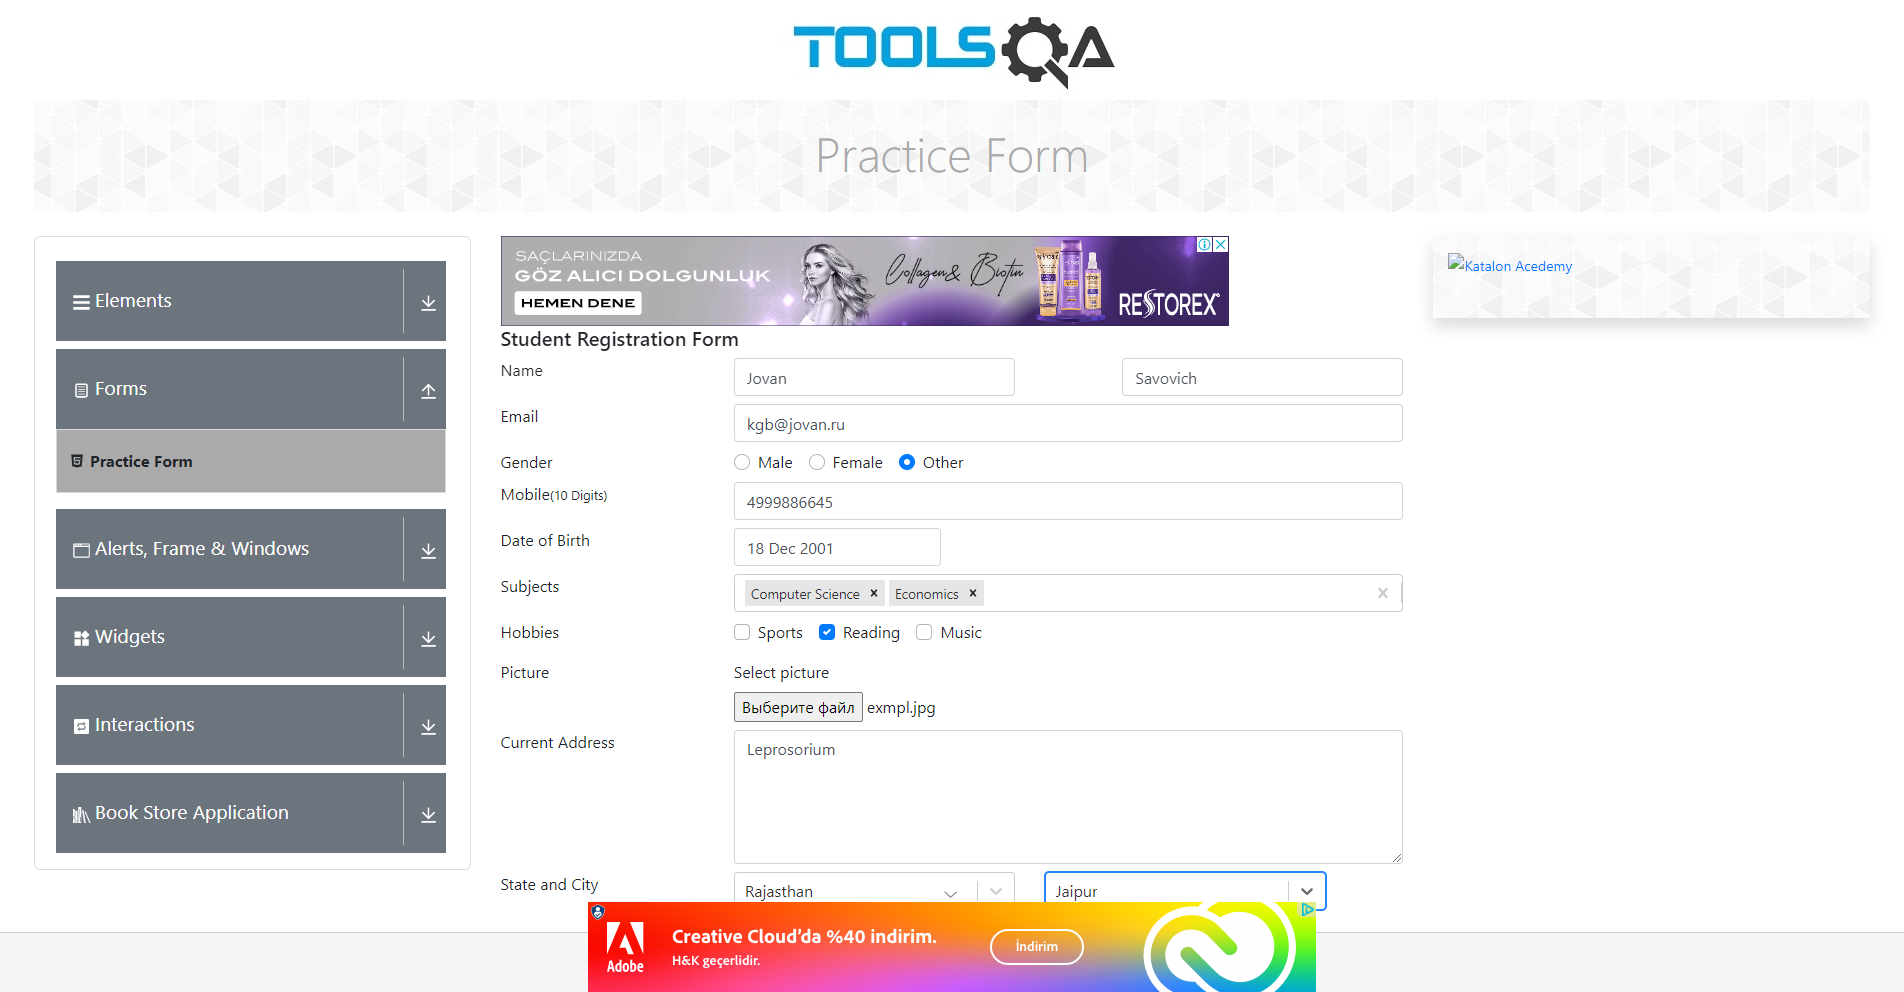 TOOLSQA
Practice Form
Elements
Forms
Practice Form
Alerts, Frame & Windows
Widgets
Interactions
Book Store Application
SAÇLARINIZDA
GÖZ ALICI DOLGUNLUK
HEMEN DENE
Collagen & Biotin
RESTOREX
Student Registration Form
Name Jovan Savovich
Email kgb@jovan.ru
Gender Male Female Other
Mobile(10 Digits) 4999886645
Date of Birth 18 Dec 2001
Subjects Computer Science × Economics ×
Hobbies Sports Reading Music
Picture Select picture
Выберите файл exmpl.jpg
Current Address Leprosorium
State and City Rajasthan Jaipur
Katalon Acedemy
Adobe
Creative Cloud’da %40 indirim.
H&K geçerlidir.
İndirim